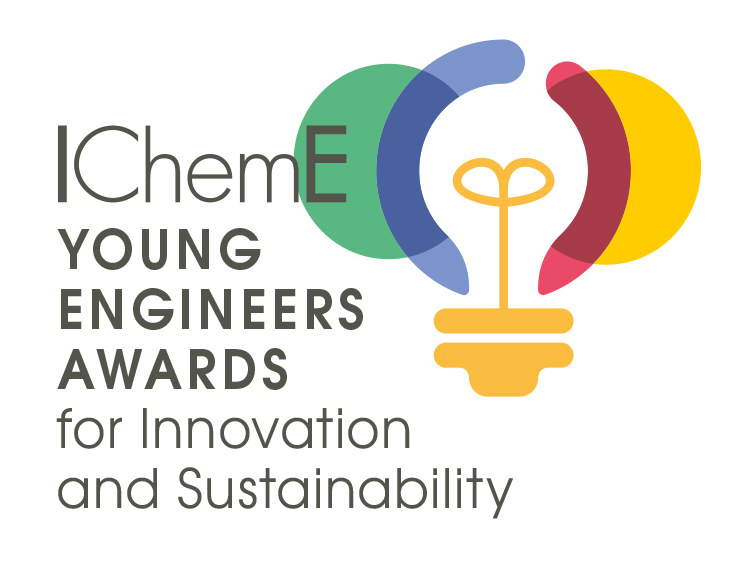 IChemE
YOUNG
ENGINEERS
AWARDS
for Innovation
and Sustainability